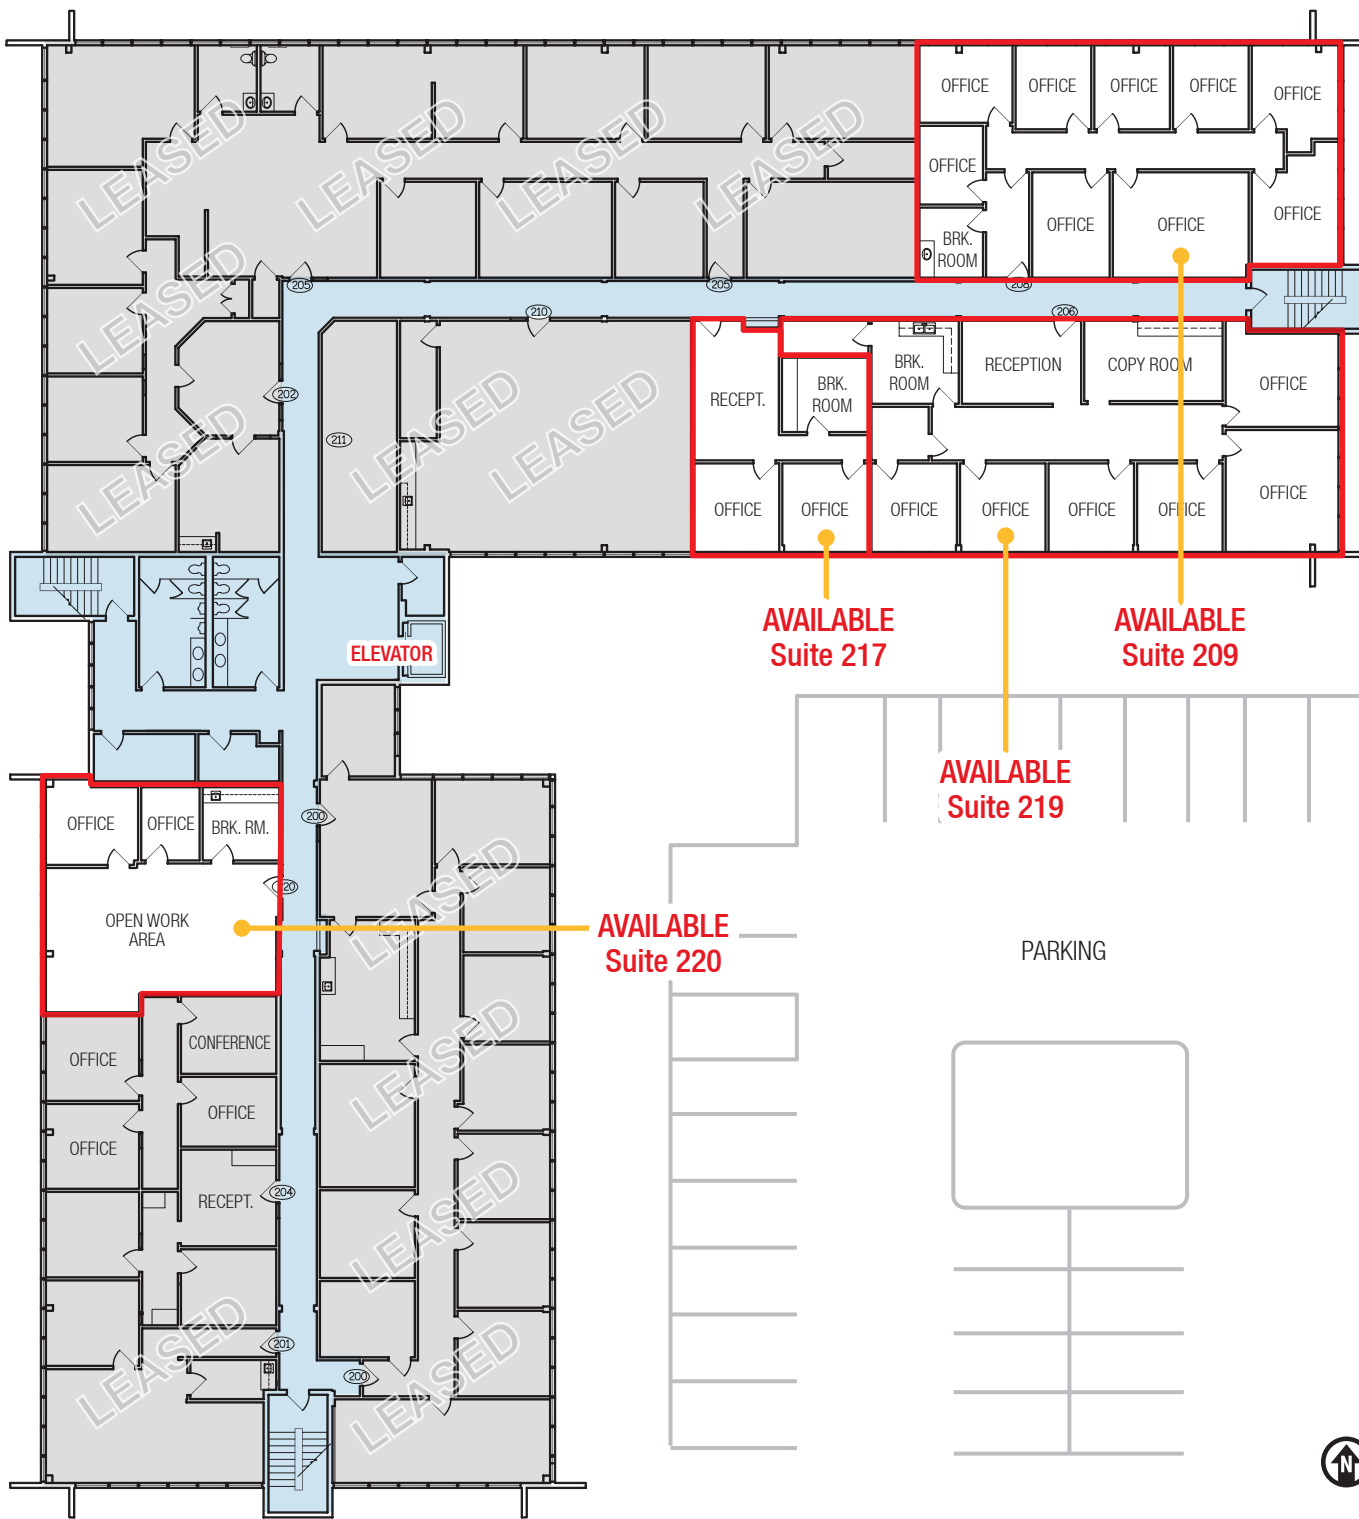 OFFICE
OFFICE
OFFICE
OFFICE
OFFICE
LEASED
LEASED
LEASED
LEASED
OFFICE
OFFICE
OFFICE
OFFICE
BRK.
ROOM
LEASED
205
205
208
210
206
BRK.
ROOM
RECEPTION
COPY ROOM
OFFICE
BRK.
ROOM
RECEPT.
202
211
LEASED
LEASED
LEASED
OFFICE
OFFICE
OFFICE
OFFICE
OFFICE
OFFICE
OFFICE
AVAILABLE
Suite 217
AVAILABLE
Suite 209
ELEVATOR
AVAILABLE
Suite 219
OFFICE
OFFICE
BRK. RM.
200
LEASED
220
OPEN WORK
AREA
AVAILABLE
Suite 220
PARKING
CONFERENCE
OFFICE
LEASED
OFFICE
OFFICE
204
RECEPT.
LEASED
201
200
LEASED
LEASED
N